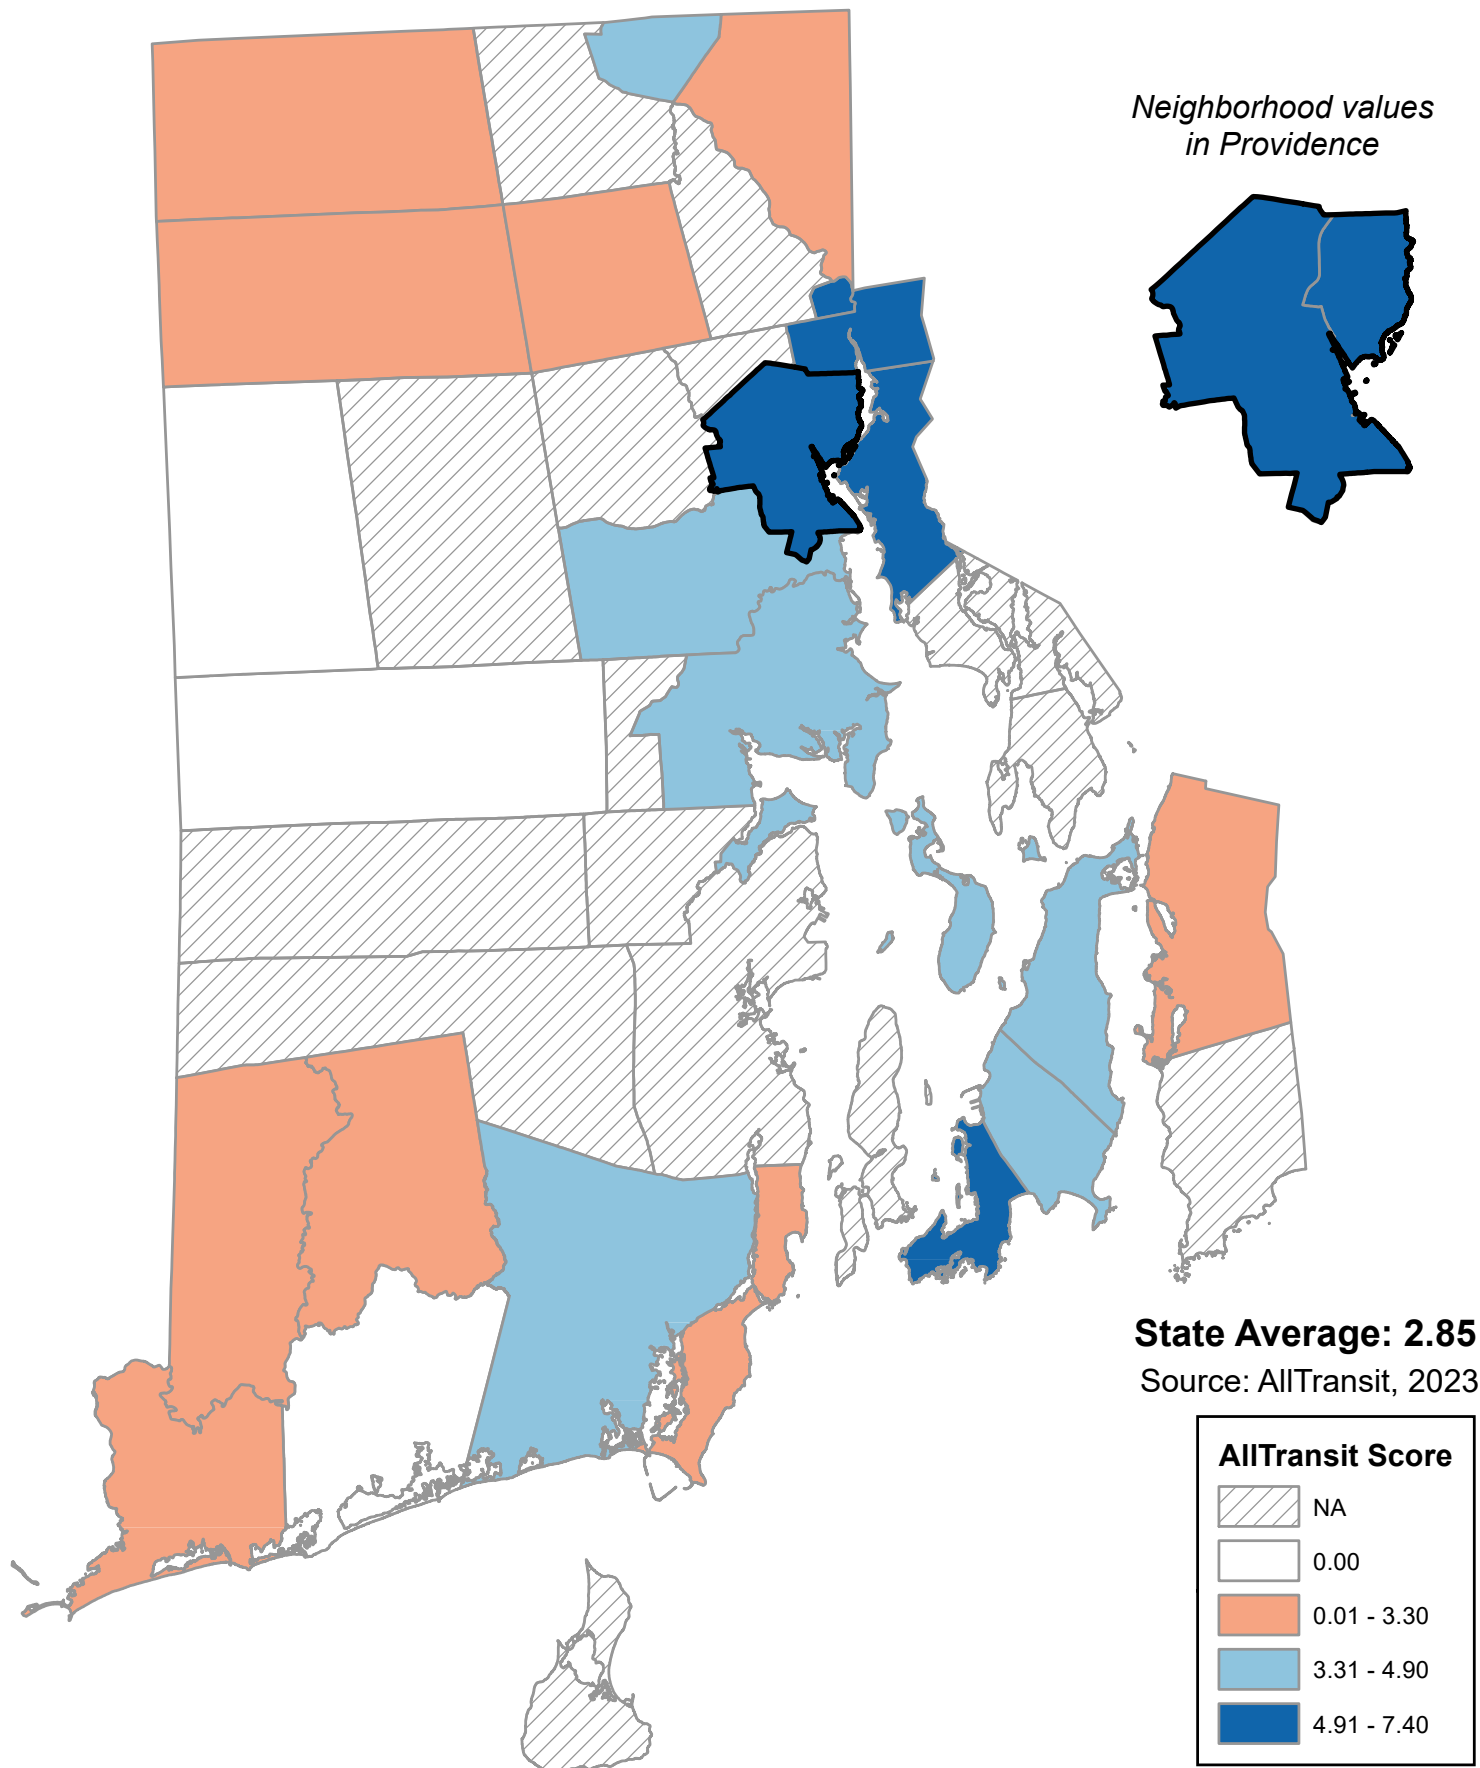 Neighborhood values
in Providence
State Average: 2.85
Source: AllTransit, 2023
AllTransit Score
NA
0.00
0.01 - 3.30
3.31 - 4.90
4.91 - 7.40